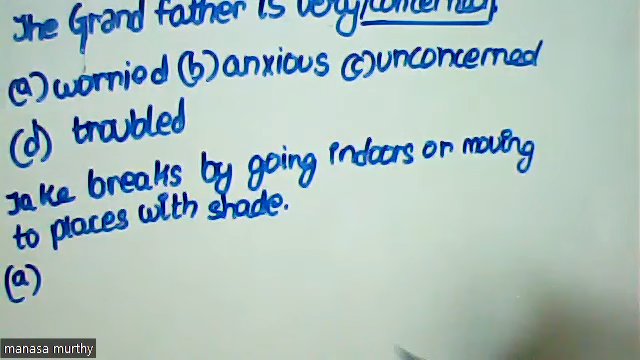 The Grand father is very concerned.
(a) worried (b) anxious (c) unconcerned
(d) troubled
Take breaks by going indoors or moving
to places with shade.
(a)
manasa murthy